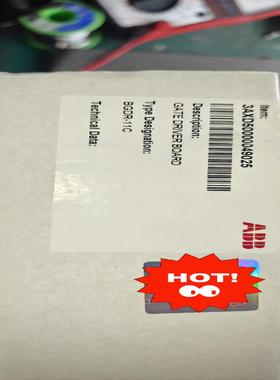 ABB
Item:
3AXD50000049025
Description:
GATE DRIVER BOARD
Type Designation:
BGDR-11C
Technical Data:
HOT!